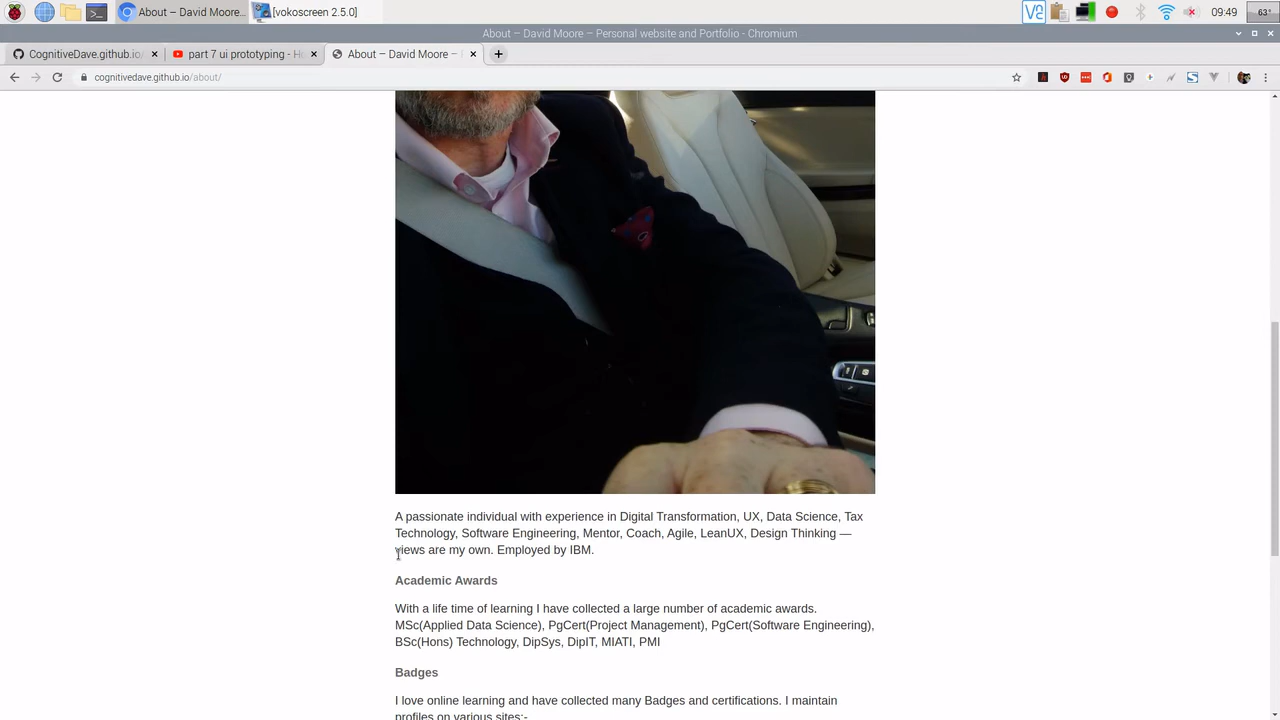 About – David Moore...
[vokoscreen 2.5.0]
09:49
63°
About – David Moore – Personal website and Portfolio - Chromium
CognitiveDave.github.io/
part 7 ui prototyping - H
About – David Moore –
cognitivedave.github.io/about/
A passionate individual with experience in Digital Transformation, UX, Data Science, Tax
Technology, Software Engineering, Mentor, Coach, Agile, LeanUX, Design Thinking —
views are my own. Employed by IBM.
Academic Awards
With a life time of learning I have collected a large number of academic awards.
MSc(Applied Data Science), PgCert(Project Management), PgCert(Software Engineering),
BSc(Hons) Technology, DipSys, DipIT, MIATI, PMI
Badges
I love online learning and have collected many Badges and certifications. I maintain
profiles on various sites:-